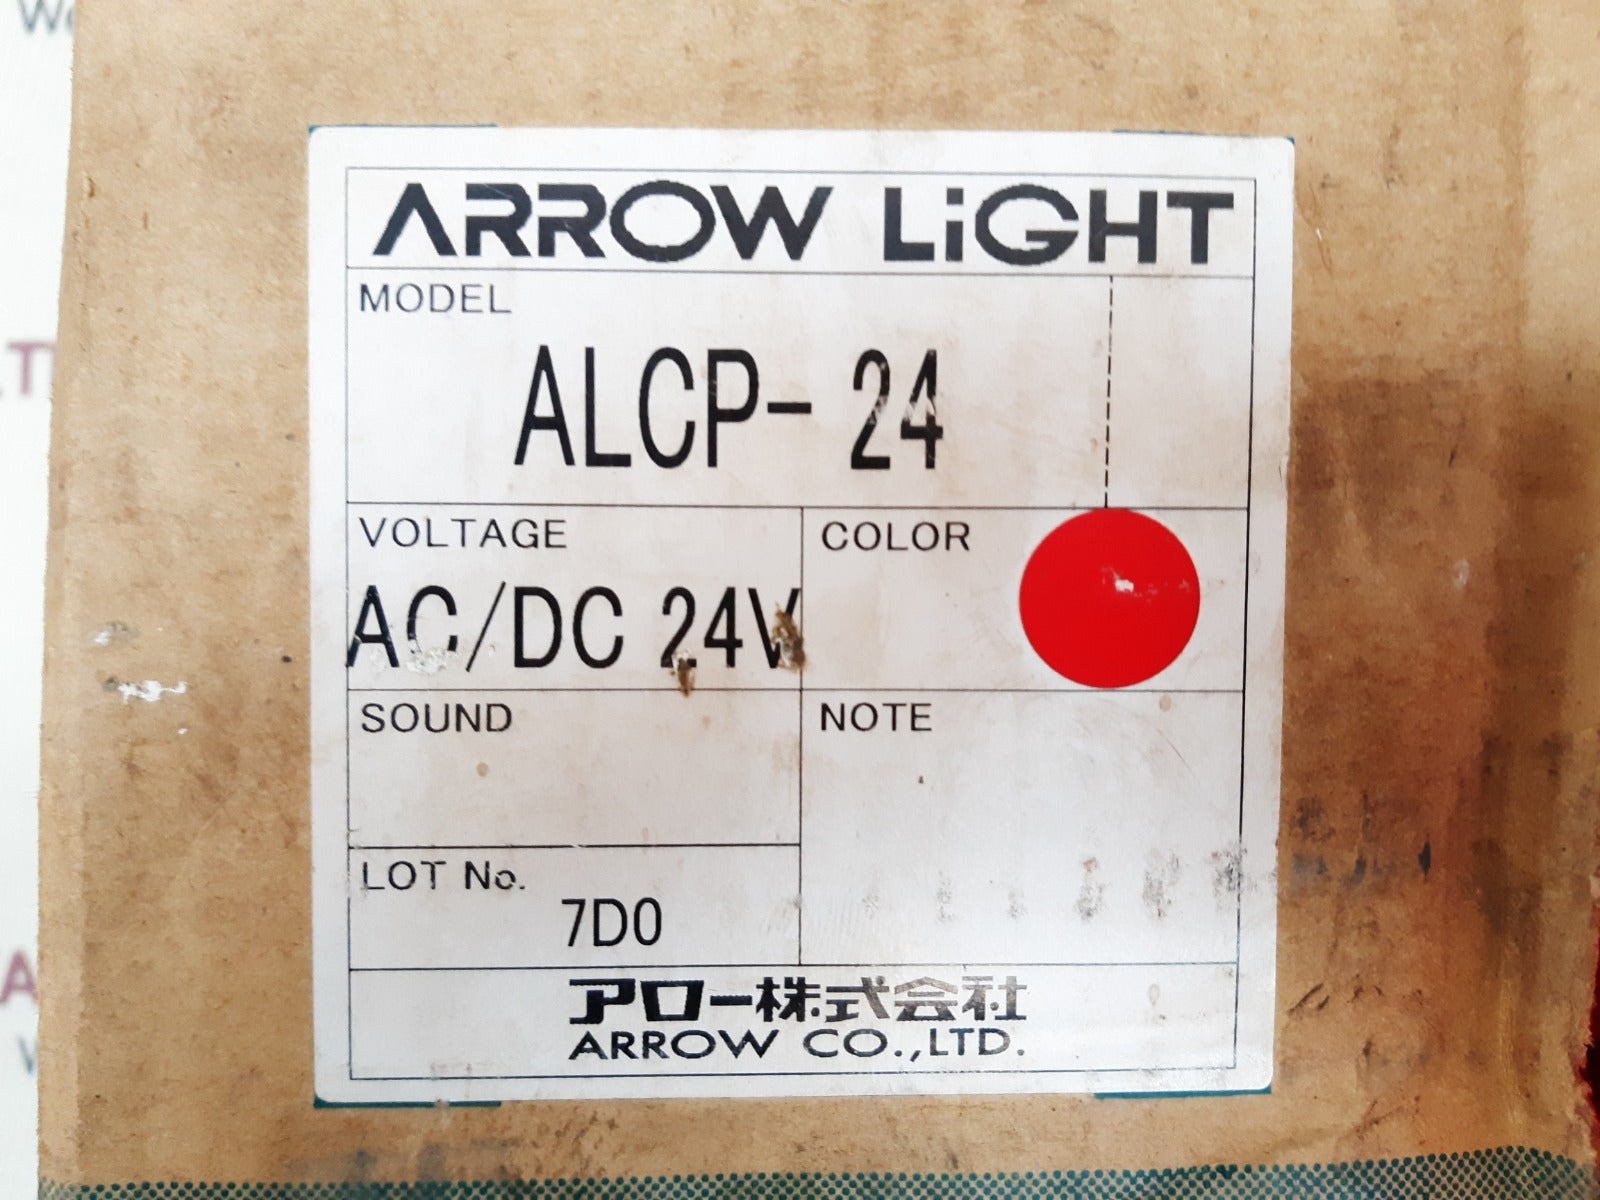 ARROW LiGHT
MODEL
ALCP- 24
VOLTAGE
AC/DC 24V
COLOR
SOUND
NOTE
LOT No.
7D0
アロー株式会社
ARROW CO.,LTD.